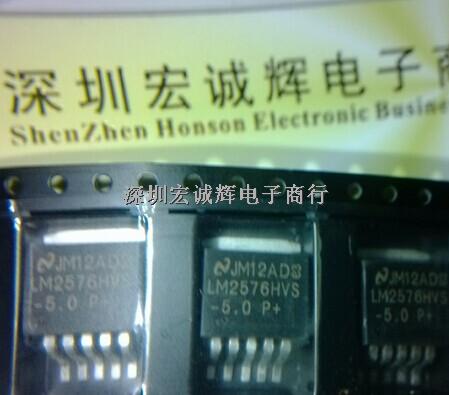 深圳宏诚辉电子商
ShenZhen Honson Electronic Busine
深圳宏诚辉电子商行
JM12AD
LM2576HVS
-5.0 P+
JM12AD
LM2576HVS
-5.0 P+
JM12AD
LM2576HVS
-5.0 P+